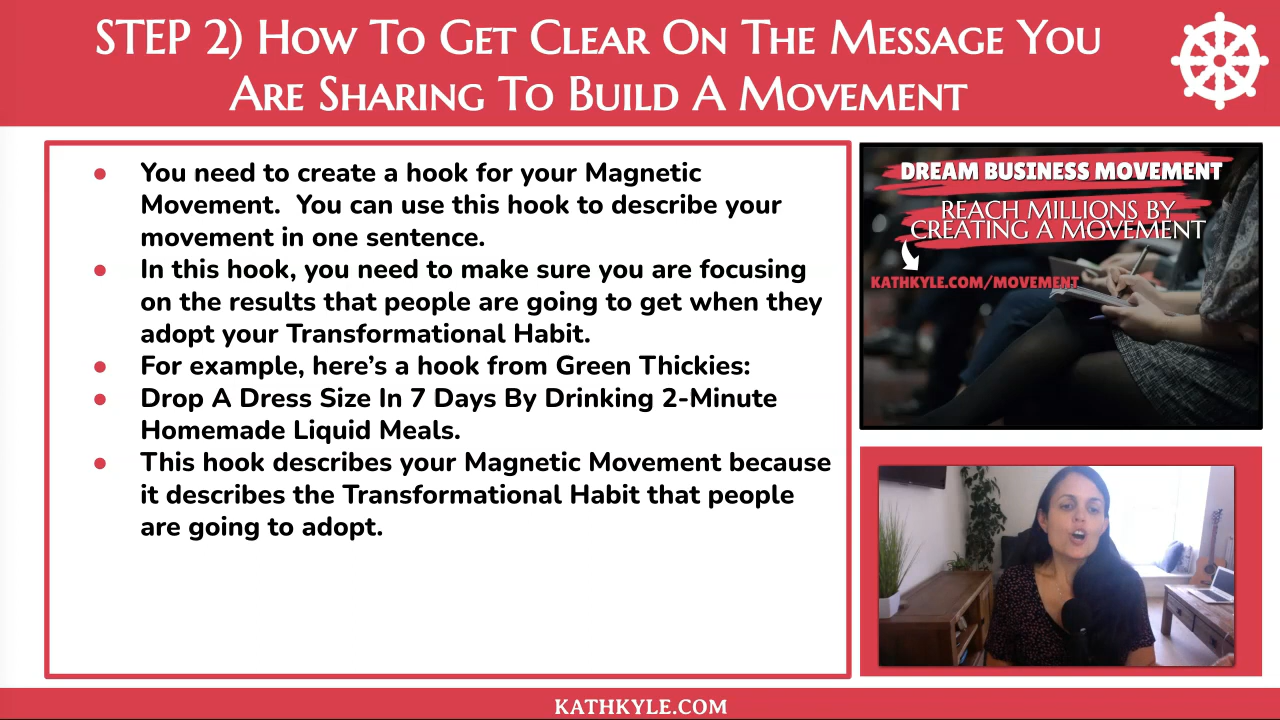 STEP 2) How To Get Clear On The Message You
Are Sharing To Build A Movement
● You need to create a hook for your Magnetic
Movement.  You can use this hook to describe your
movement in one sentence.
● In this hook, you need to make sure you are focusing
on the results that people are going to get when they
adopt your Transformational Habit.
● For example, here’s a hook from Green Thickies:
● Drop A Dress Size In 7 Days By Drinking 2-Minute
Homemade Liquid Meals.
● This hook describes your Magnetic Movement because
it describes the Transformational Habit that people
are going to adopt.
DREAM BUSINESS MOVEMENT
REACH MILLIONS BY
CREATING A MOVEMENT
KATHKYLE.COM/MOVEMENT
KATHKYLE.COM